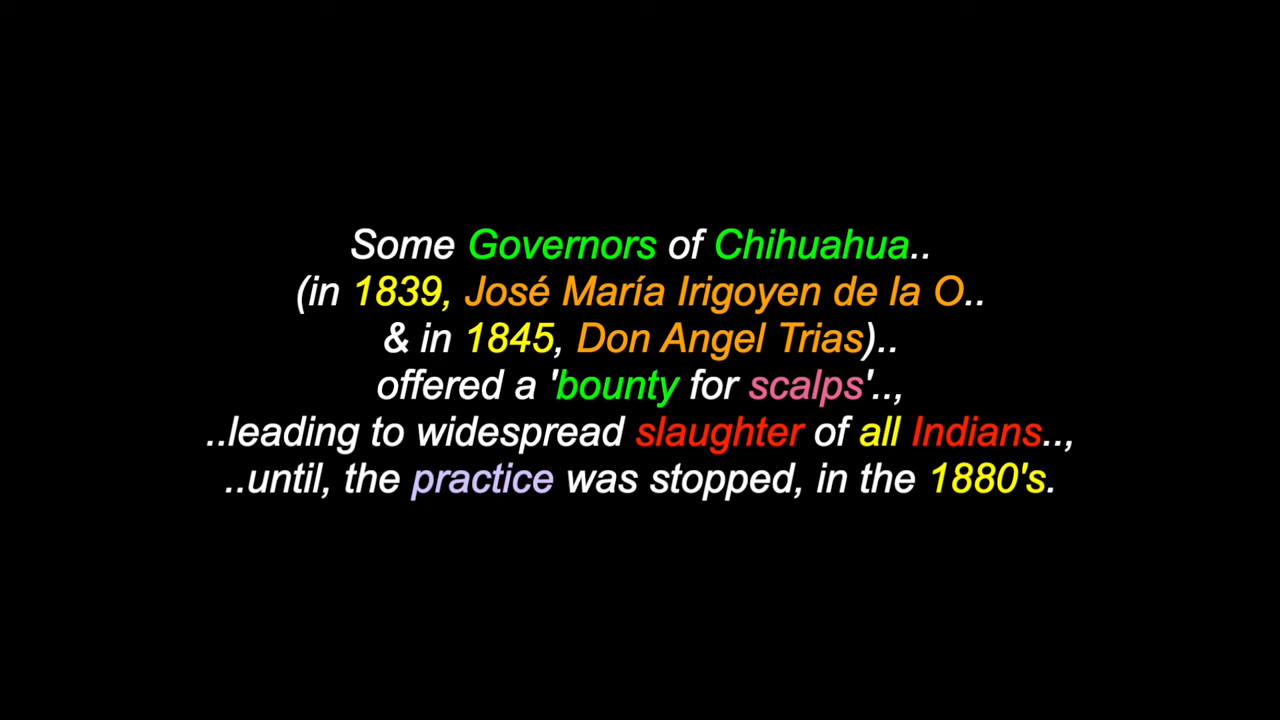 Some Governors of Chihuahua..
(in 1839, José María Irigoyen de la O..
& in 1845, Don Angel Trias)..
offered a 'bounty for scalps'..,
..leading to widespread slaughter of all Indians..,
..until, the practice was stopped, in the 1880's.